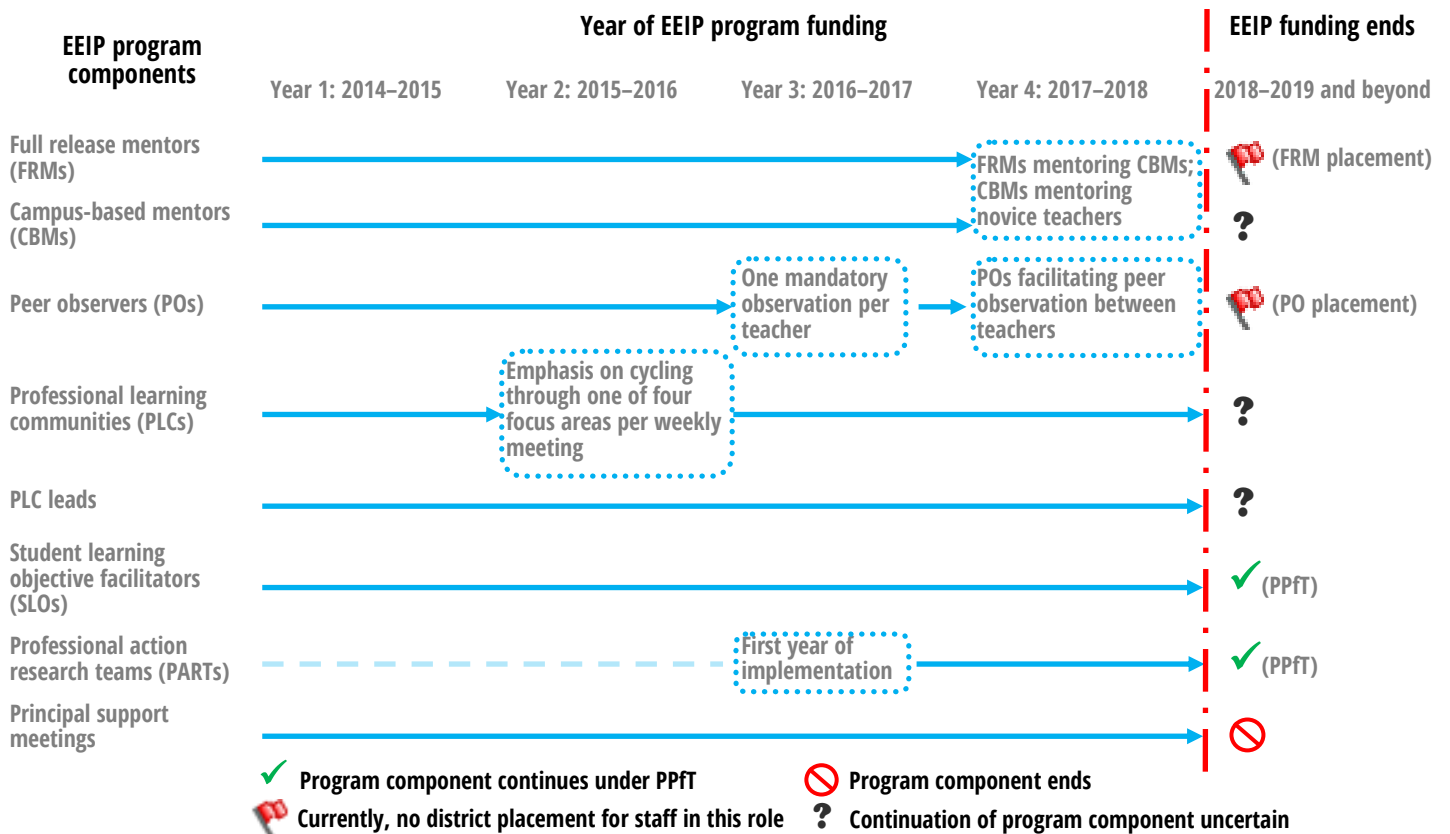 EEIP program
components
Year of EEIP program funding
EEIP funding ends
Year 1: 2014–2015
Year 2: 2015–2016
Year 3: 2016–2017
Year 4: 2017–2018
2018–2019 and beyond
Full release mentors
(FRMs)
FRMs mentoring CBMs;
CBMs mentoring
novice teachers
(FRM placement)
Campus-based mentors
(CBMs)
?
Peer observers (POs)
One mandatory
observation per
teacher
POs facilitating peer
observation between
teachers
(PO placement)
Professional learning
communities (PLCs)
Emphasis on cycling
through one of four
focus areas per weekly
meeting
?
PLC leads
?
Student learning
objective facilitators
(SLOs)
(PPfT)
Professional action
research teams (PARTs)
First year of
implementation
(PPfT)
Principal support
meetings
Program component continues under PPfT
Program component ends
Currently, no district placement for staff in this role
? Continuation of program component uncertain